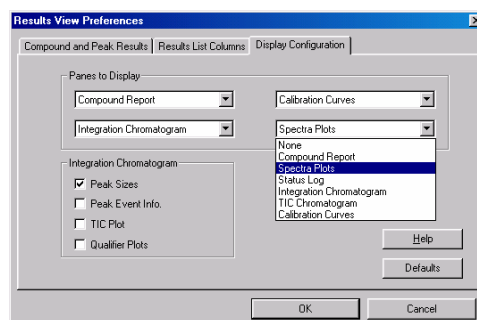 Results View Preferences
Compound and Peak Results Results List Columns Display Configuration
Panes to Display
Compound Report Calibration Curves
Integration Chromatogram Spectra Plots
None
Compound Report
Spectra Plots
Status Log
Integration Chromatogram
TIC Chromatogram
Calibration Curves
Integration Chromatogram
Peak Sizes
Peak Event Info.
TIC Plot
Qualifier Plots
Help
Defaults
OK Cancel